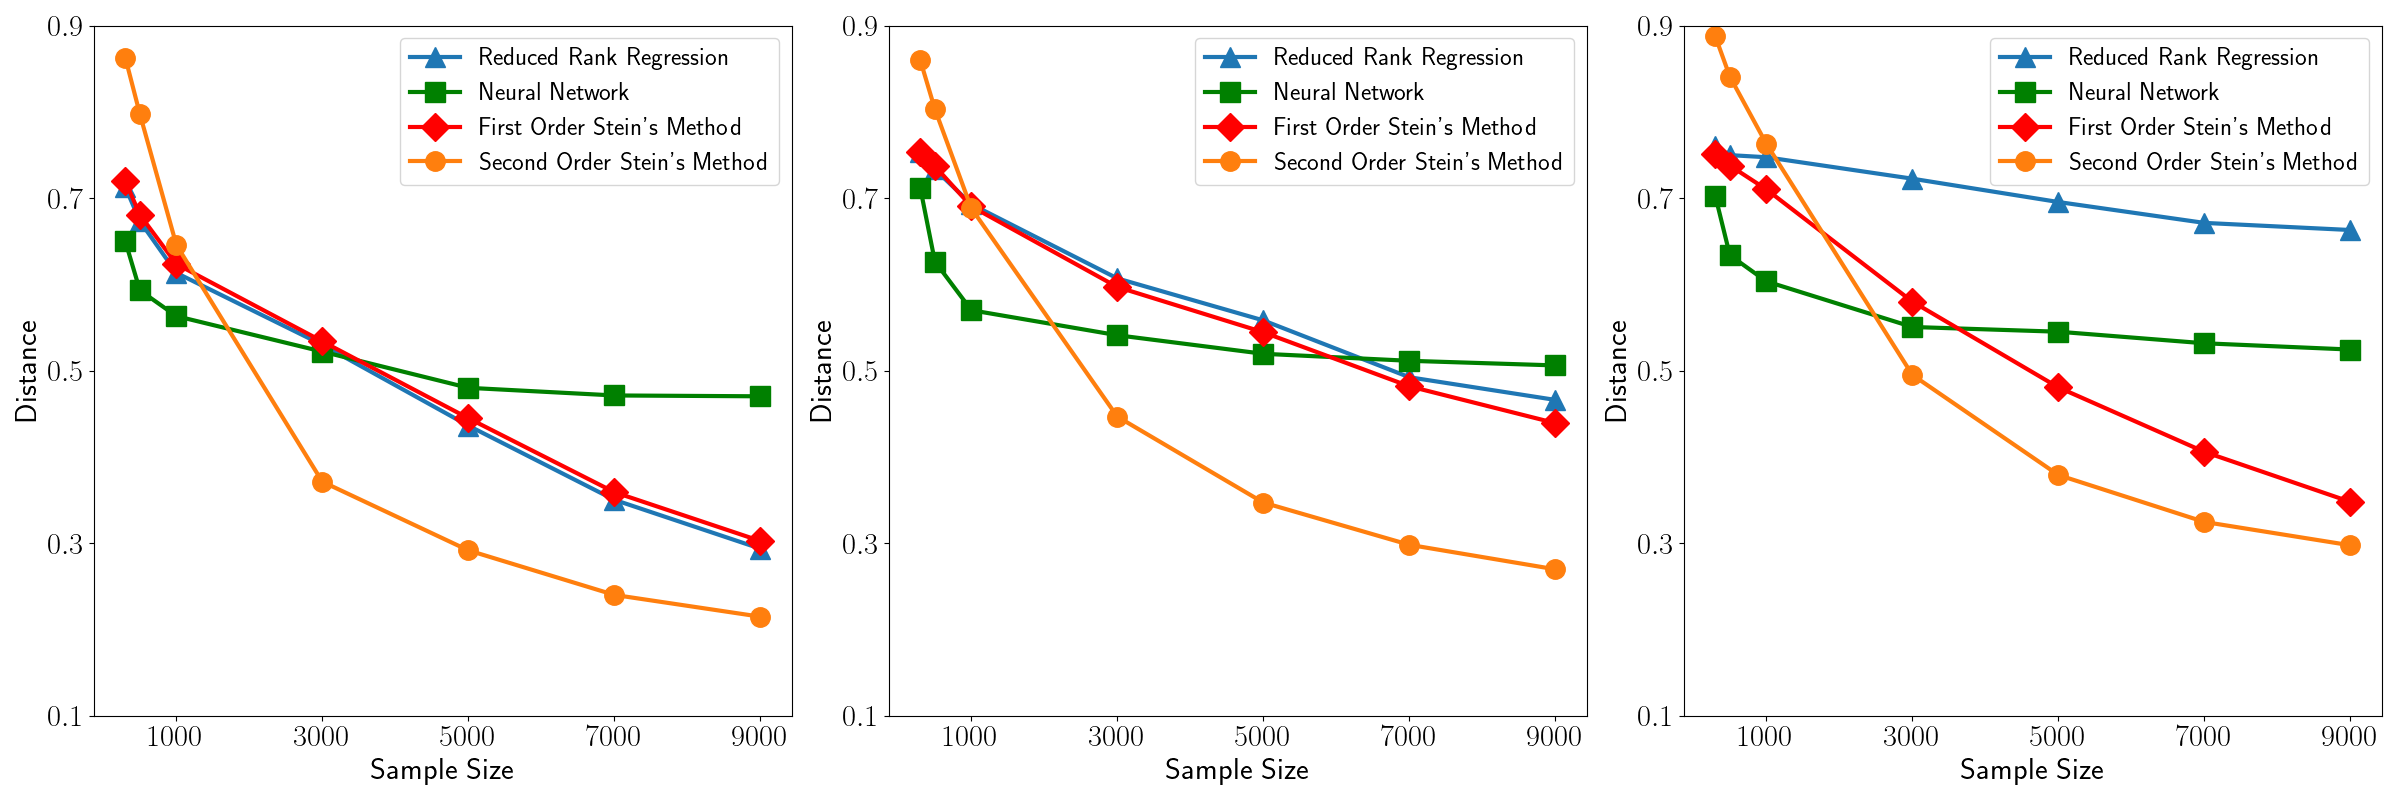 0.9
0.7
0.5
0.3
0.1
Distance
1000 3000 5000 7000 9000
Sample Size
Reduced Rank Regression
Neural Network
First Order Stein's Method
Second Order Stein's Method
0.9
0.7
0.5
0.3
0.1
Distance
1000 3000 5000 7000 9000
Sample Size
Reduced Rank Regression
Neural Network
First Order Stein's Method
Second Order Stein's Method
0.9
0.7
0.5
0.3
0.1
Distance
1000 3000 5000 7000 9000
Sample Size
Reduced Rank Regression
Neural Network
First Order Stein's Method
Second Order Stein's Method